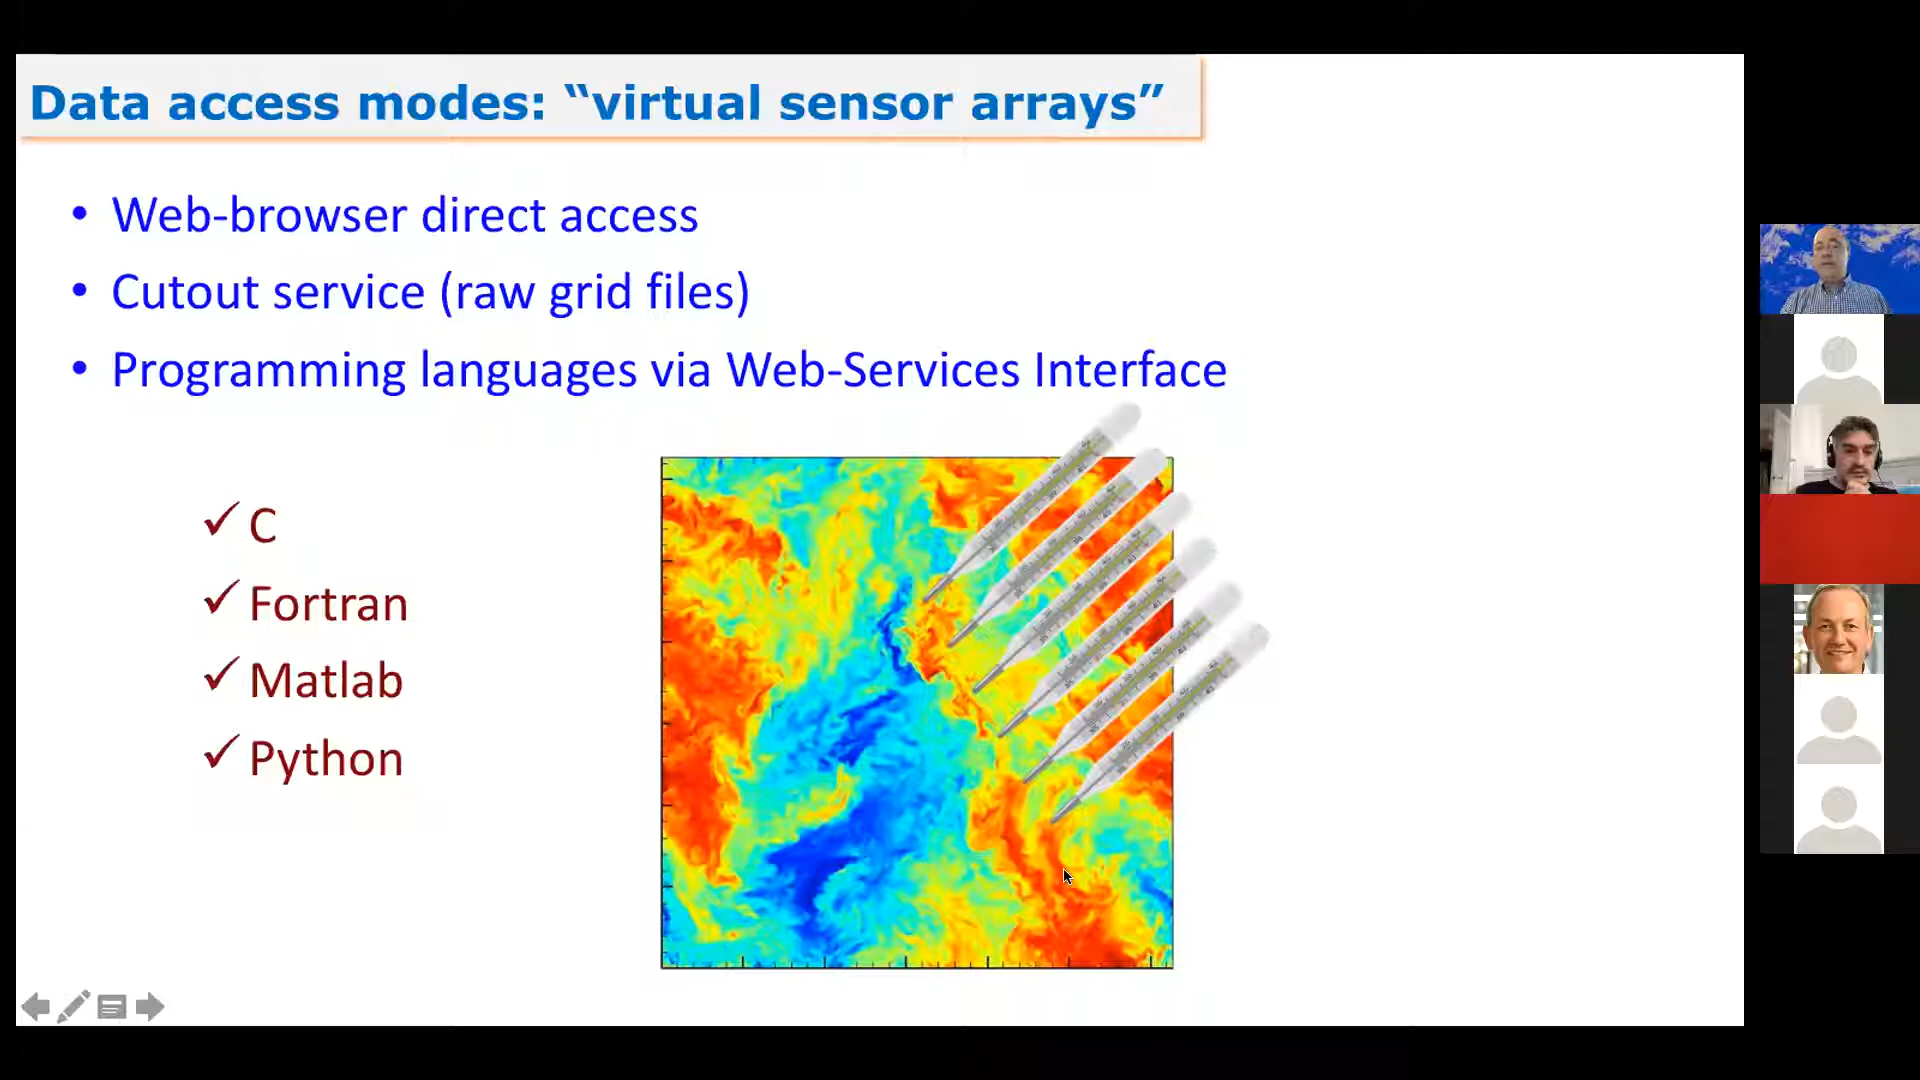 Data access modes: “virtual sensor arrays”
• Web-browser direct access
• Cutout service (raw grid files)
• Programming languages via Web-Services Interface
✓ C
✓ Fortran
✓ Matlab
✓ Python